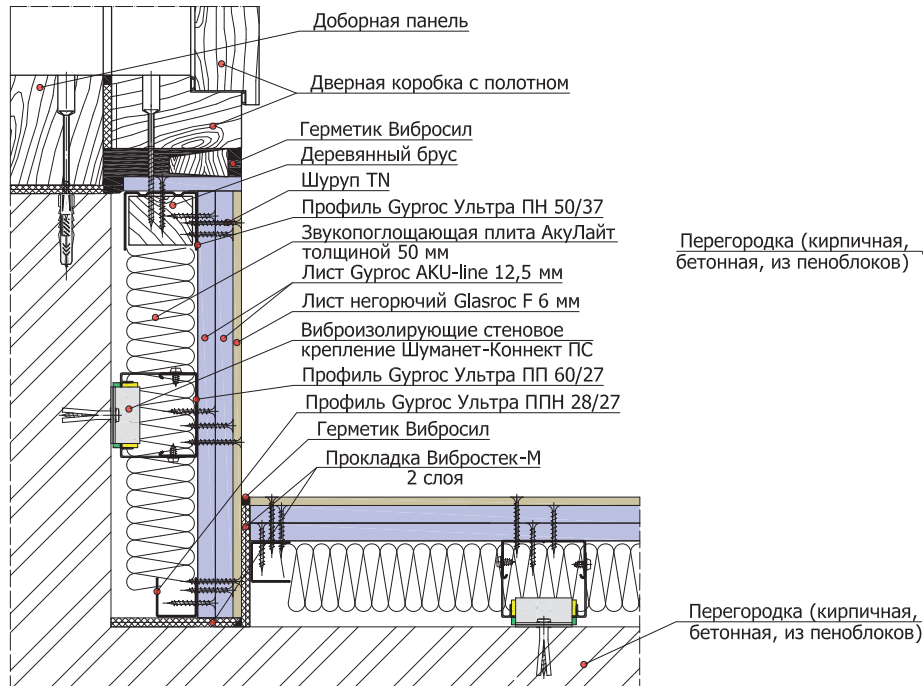 Доборная панель
Дверная коробка с полотном
Герметик Вибросил
Деревянный брус
Шуруп TN
Профиль Gyproc Ультра ПН 50/37
Звукопоглощающая плита АкуЛайт
толщиной 50 мм
Лист Gyproc AKU-line 12,5 мм
Лист негорючий Glasroc F 6 мм
Виброизолирующие стеновое
крепление Шуманет-Коннект ПС
Профиль Gyproc Ультра ПП 60/27
Профиль Gyproc Ультра ППН 28/27
Герметик Вибросил
Прокладка Вибростек-М
2 слоя
Перегородка (кирпичная,
бетонная, из пеноблоков)
Перегородка (кирпичная,
бетонная, из пеноблоков)